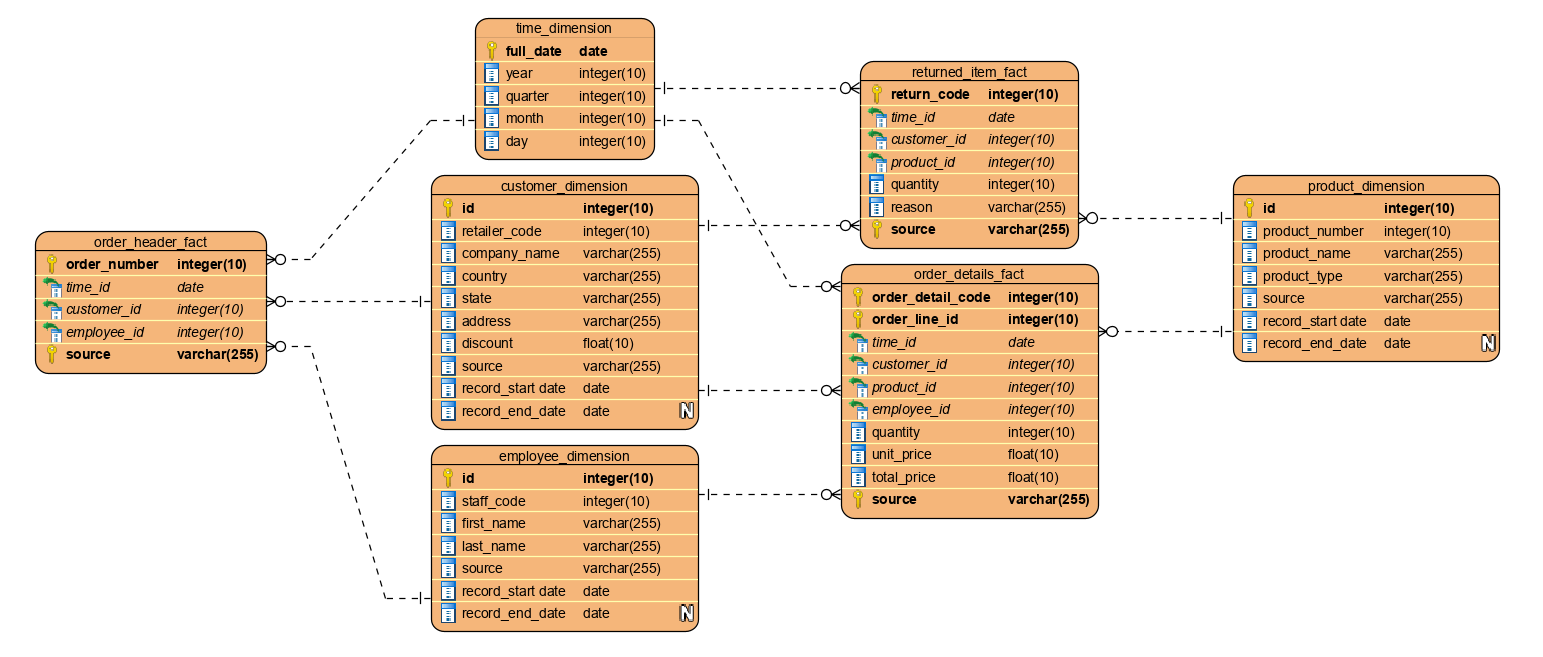 time_dimension
full_date date
year integer(10)
quarter integer(10)
month integer(10)
day integer(10)
returned_item_fact
return_code integer(10)
time_id date
customer_id integer(10)
product_id integer(10)
quantity integer(10)
reason varchar(255)
source varchar(255)
customer_dimension
id integer(10)
retailer_code integer(10)
company_name varchar(255)
country varchar(255)
state varchar(255)
address varchar(255)
discount float(10)
source varchar(255)
record_start date date
record_end_date date N
product_dimension
id integer(10)
product_number integer(10)
product_name varchar(255)
product_type varchar(255)
source varchar(255)
record_start date date
record_end_date date N
order_header_fact
order_number integer(10)
time_id date
customer_id integer(10)
employee_id integer(10)
source varchar(255)
order_details_fact
order_detail_code integer(10)
order_line_id integer(10)
time_id date
customer_id integer(10)
product_id integer(10)
employee_id integer(10)
quantity integer(10)
unit_price float(10)
total_price float(10)
source varchar(255)
employee_dimension
id integer(10)
staff_code integer(10)
first_name varchar(255)
last_name varchar(255)
source varchar(255)
record_start date date
record_end_date date N